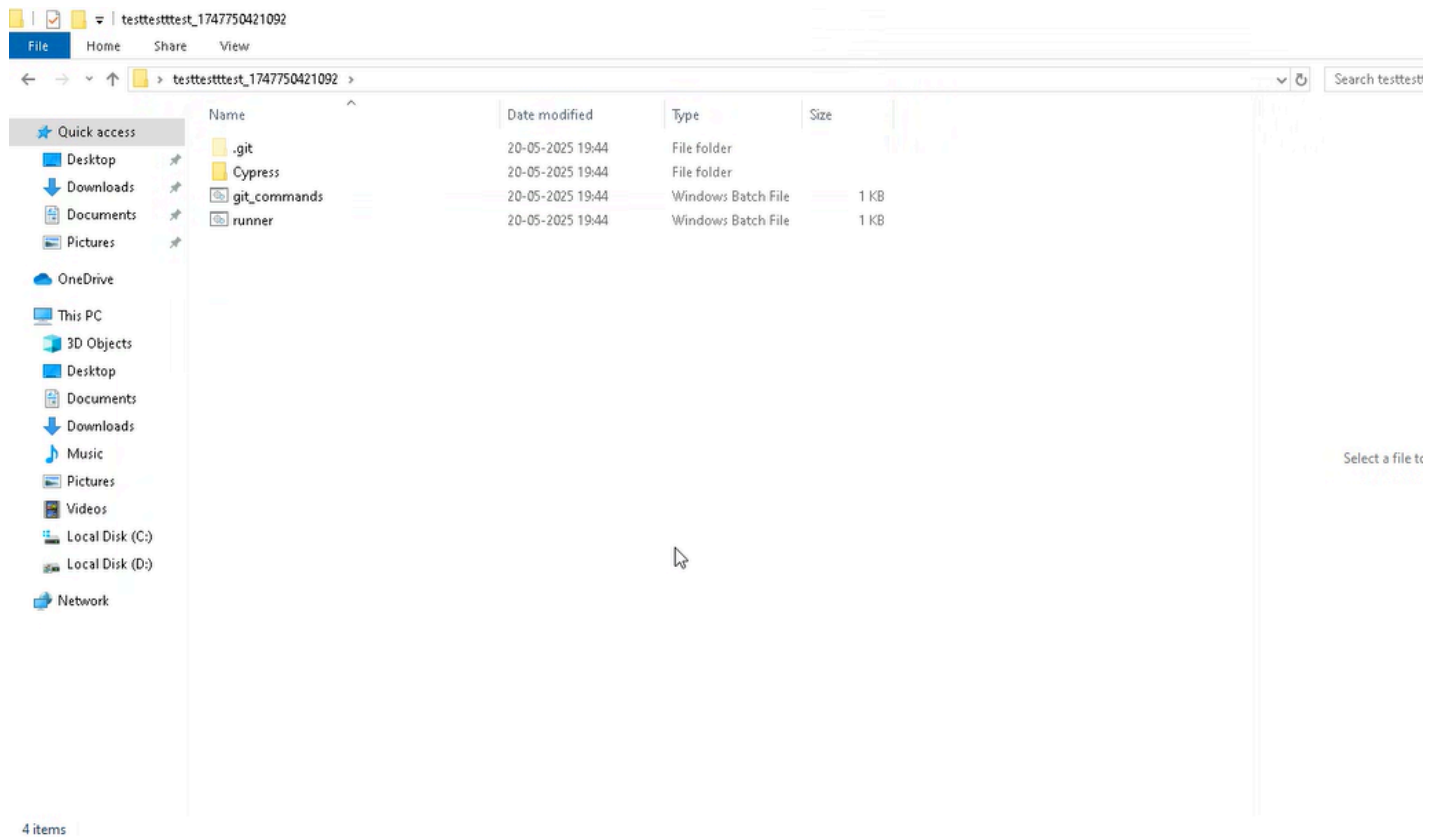 testtestttest_1747750421092
File Home Share View
testtestttest_1747750421092
Search testtest
Name Date modified Type Size
Quick access
Desktop
Downloads
Documents
Pictures
OneDrive
This PC
3D Objects
Desktop
Documents
Downloads
Music
Pictures
Videos
Local Disk (C:)
Local Disk (D:)
Network
.git 20-05-2025 19:44 File folder
Cypress 20-05-2025 19:44 File folder
git_commands 20-05-2025 19:44 Windows Batch File 1 KB
runner 20-05-2025 19:44 Windows Batch File 1 KB
Select a file to
4 items